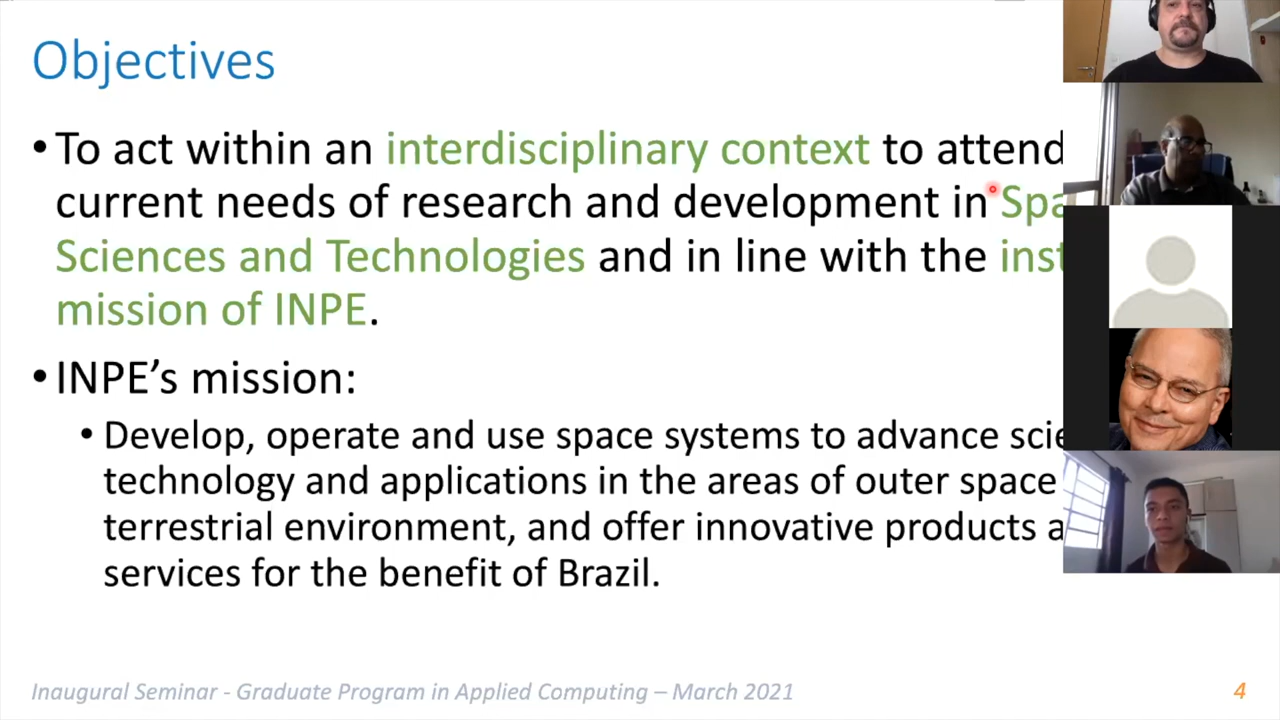 Objectives
• To act within an interdisciplinary context to attend
current needs of research and development in
Sciences and Technologies and in line with the
mission of INPE.
• INPE’s mission:
• Develop, operate and use space systems to advance
technology and applications in the areas of outer space
terrestrial environment, and offer innovative products
services for the benefit of Brazil.
Inaugural Seminar - Graduate Program in Applied Computing – March 2021
4